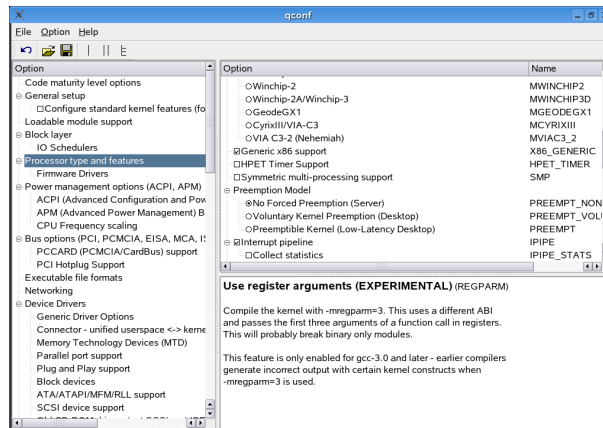 qconf
File Option Help
Option
Code maturity level options
General setup
Configure standard kernel features (fo
Loadable module support
Block layer
IO Schedulers
Processor type and features
Firmware Drivers
Power management options (ACPI, APM)
ACPI (Advanced Configuration and Pow
APM (Advanced Power Management) B
CPU Frequency scaling
Bus options (PCI, PCMCIA, EISA, MCA, IS
PCCARD (PCMCIA/CardBus) support
PCI Hotplug Support
Executable file formats
Networking
Device Drivers
Generic Driver Options
Connector - unified userspace <-> kerne
Memory Technology Devices (MTD)
Parallel port support
Plug and Play support
Block devices
ATA/ATAPI/MFM/RLL support
SCSI device support
Option Name
Winchip-2 MWINCHIP2
Winchip-2A/Winchip-3 MWINCHIP3D
GeodeGX1 MGEODEGX1
CyrixIII/VIA-C3 MCYRIXIII
VIA C3-2 (Nehemiah) MVIAC3_2
Generic x86 support X86_GENERIC
HPET Timer Support HPET_TIMER
Symmetric multi-processing support SMP
Preemption Model
No Forced Preemption (Server) PREEMPT_NON
Voluntary Kernel Preemption (Desktop) PREEMPT_VOLU
Preemptible Kernel (Low-Latency Desktop) PREEMPT
Interrupt pipeline IPIPE
Collect statistics IPIPE_STATS
Use register arguments (EXPERIMENTAL) (REGPARM)
Compile the kernel with -mregparm=3. This uses a different ABI
and passes the first three arguments of a function call in registers.
This will probably break binary only modules.
This feature is only enabled for gcc-3.0 and later - earlier compilers
generate incorrect output with certain kernel constructs when
-mregparm=3 is used.